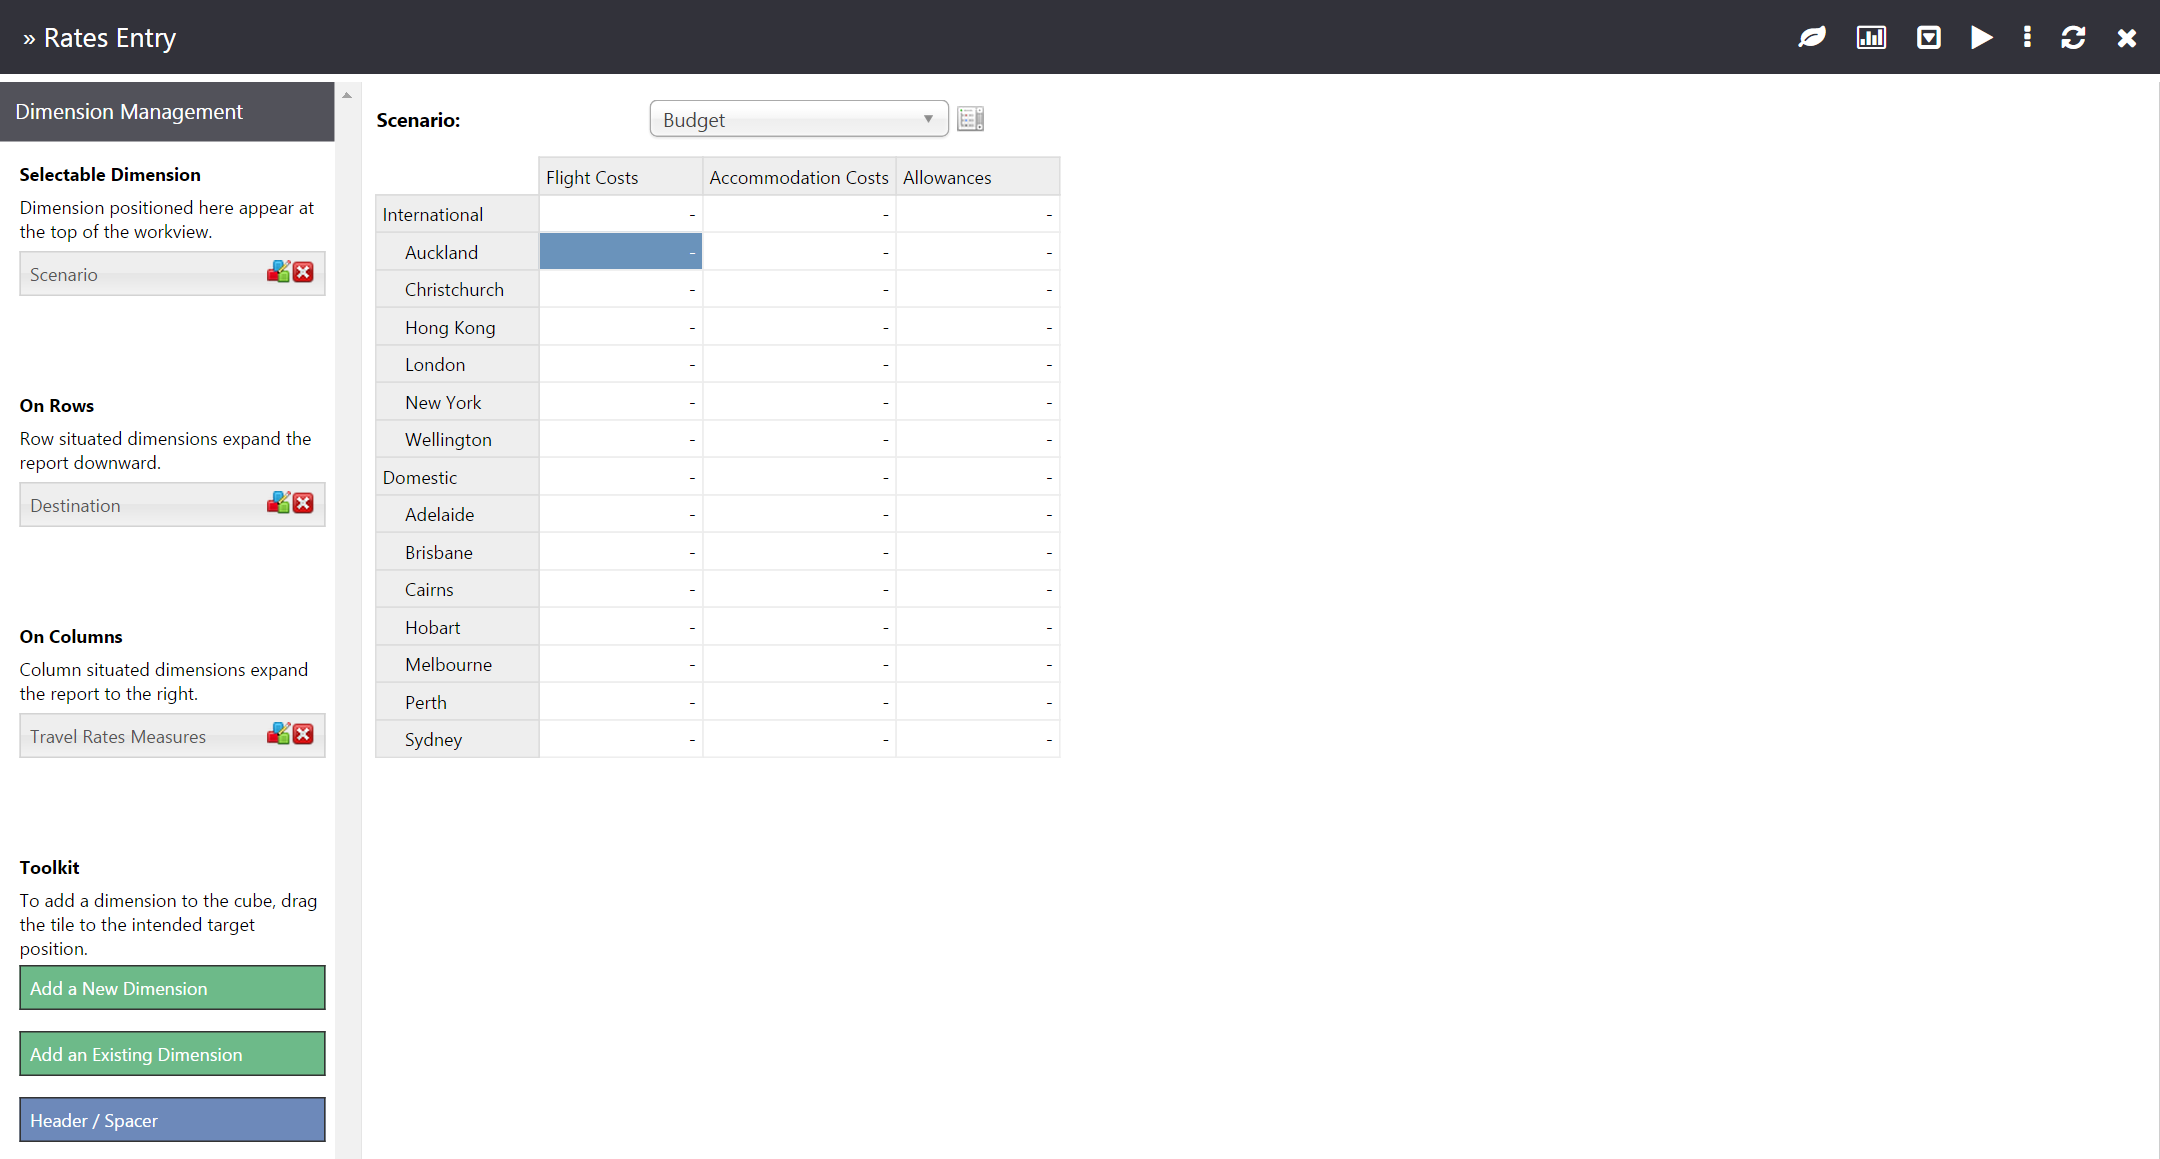 » Rates Entry
Dimension Management
Selectable Dimension
Dimension positioned here appear at
the top of the workview.
Scenario
On Rows
Row situated dimensions expand the
report downward.
Destination
On Columns
Column situated dimensions expand
the report to the right.
Travel Rates Measures
Toolkit
To add a dimension to the cube, drag
the tile to the intended target
position.
Add a New Dimension
Add an Existing Dimension
Header / Spacer
Scenario: Budget
Flight Costs Accommodation Costs Allowances
International - - -
Auckland - - -
Christchurch - - -
Hong Kong - - -
London - - -
New York - - -
Wellington - - -
Domestic - - -
Adelaide - - -
Brisbane - - -
Cairns - - -
Hobart - - -
Melbourne - - -
Perth - - -
Sydney - - -